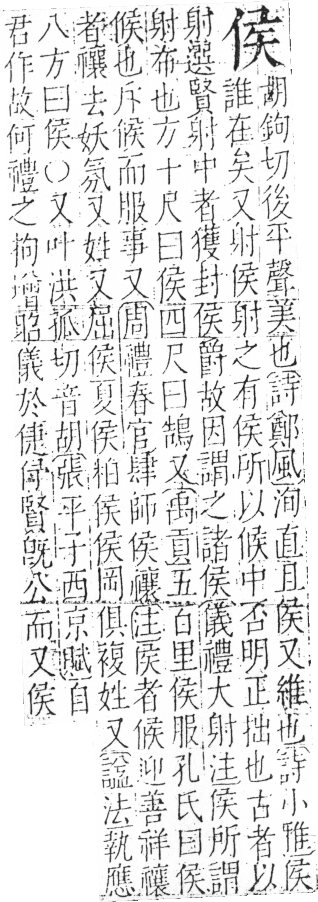 侯
胡鉤切後平聲美也詩鄭風洵直且侯又維也詩小雅侯
誰在矣又射侯射之有侯所以候中否明正拙也古者以
射選賢射中者獲封侯爵故因謂之諸侯儀禮大射注侯所謂
射布也方十尺曰侯四尺曰鵠又禹貢五百里侯服孔氏曰侯
候也斥候而服事又周禮春官肆師侯禳注侯者候迎善祥禳
者禳去妖氛又姓又屈侯夏侯柏侯侯岡俱複姓又諡法執應
八方曰侯○又叶洪孤切音胡張平子西京賦自
君作故何禮之拘增昭儀於倢伃賢旣公而又侯